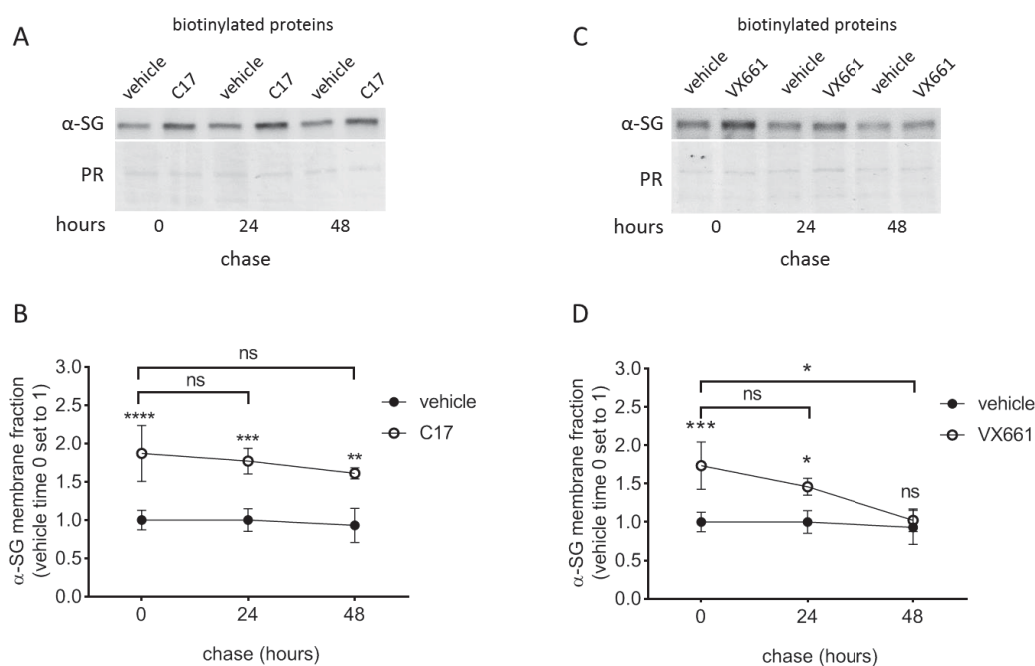 A
biotinylated proteins
vehicle C17 vehicle C17 vehicle C17
α-SG
PR
hours 0 24 48
chase
B
ns
ns
**** *** **
3.0
2.5
2.0
1.5
1.0
0.5
0.0
α-SG membrane fraction
(vehicle time 0 set to 1)
0 24 48
chase (hours)
vehicle
C17
C
biotinylated proteins
vehicle VX661 vehicle VX661 vehicle VX661
α-SG
PR
hours 0 24 48
chase
D
*
ns
*** * ns
3.0
2.5
2.0
1.5
1.0
0.5
0.0
α-SG membrane fraction
(vehicle time 0 set to 1)
0 24 48
chase (hours)
vehicle
VX661